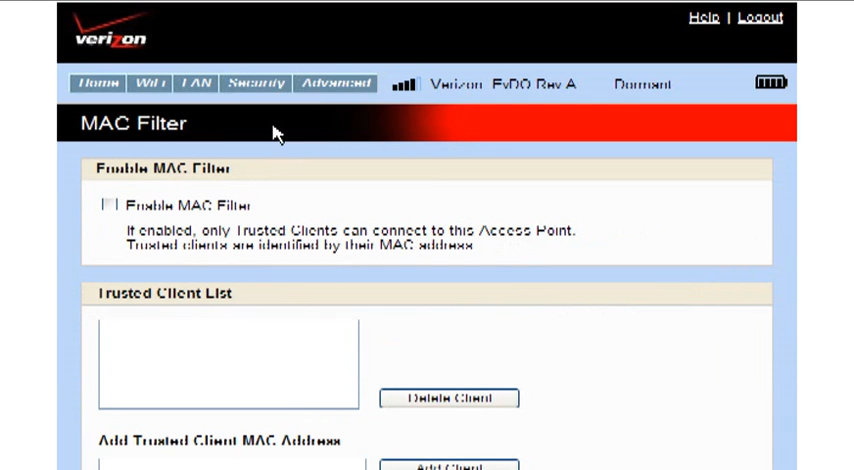 Help | Logout
verizon
Home WiFi LAN Security Advanced Verizon EvDO Rev A Dormant
MAC Filter
Enable MAC Filter
Enable MAC Filter
If enabled, only Trusted Clients can connect to this Access Point.
Trusted clients are identified by their MAC address
Trusted Client List
Delete Client
Add Trusted Client MAC Address
Add Client